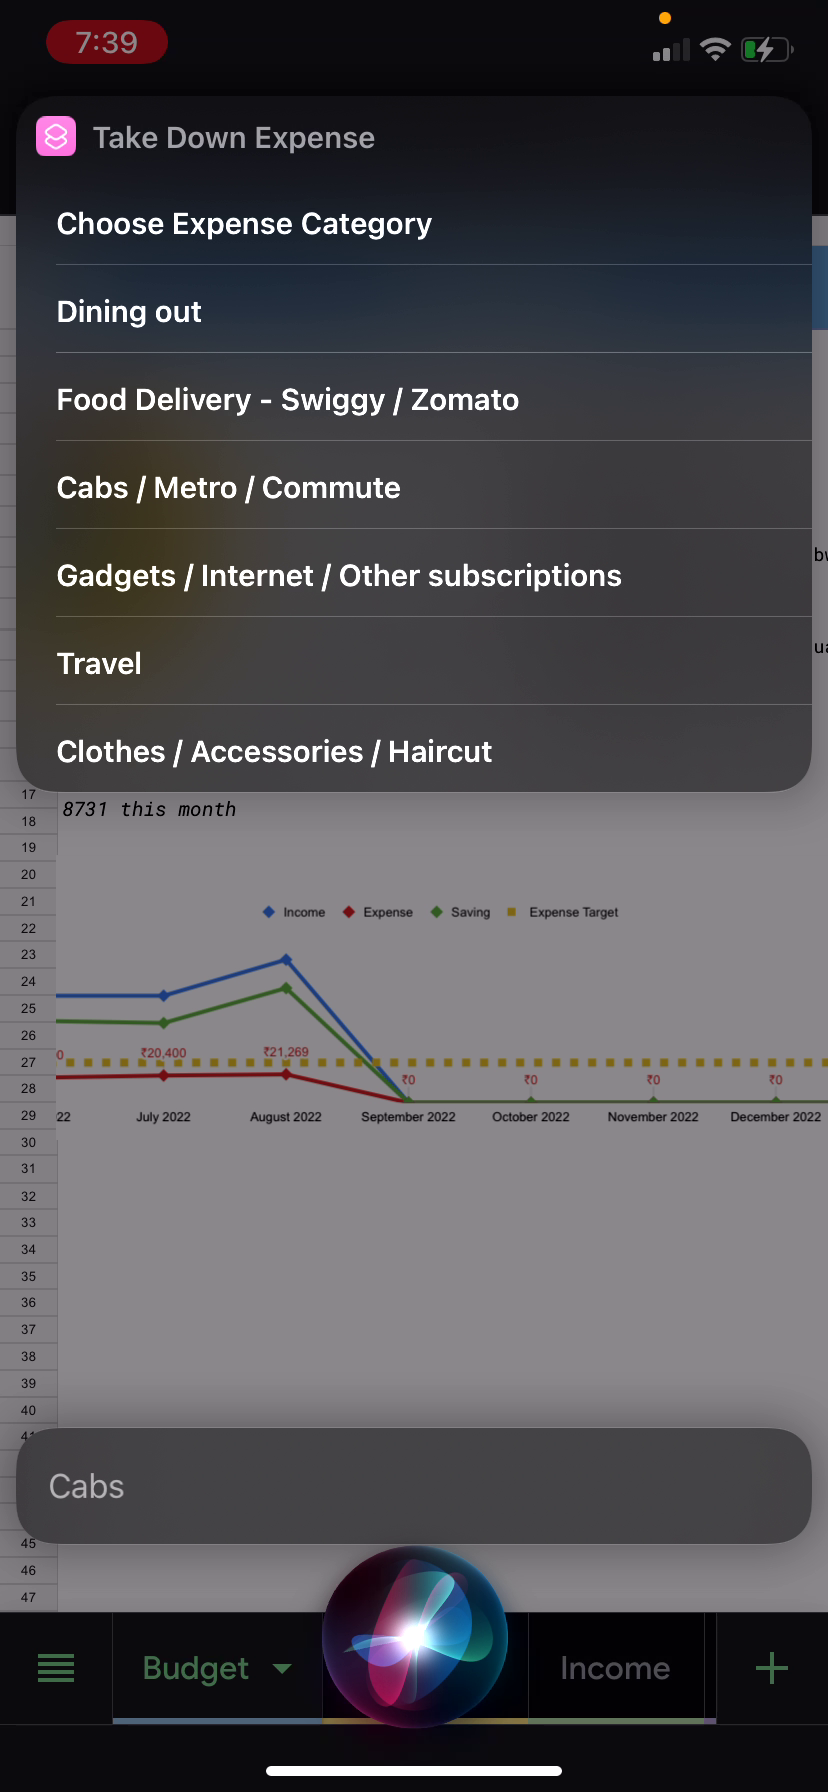 7:39
Take Down Expense
Choose Expense Category
Dining out
Food Delivery - Swiggy / Zomato
Cabs / Metro / Commute
Gadgets / Internet / Other subscriptions
Travel
Clothes / Accessories / Haircut
17
8731 this month
18
19
20
21
Income Expense Saving Expense Target
22
23
24
25
26
₹20,400 ₹21,269
27
₹0 ₹0 ₹0 ₹0
28
29
22 July 2022 August 2022 September 2022 October 2022 November 2022 December 2022
30
31
32
33
34
35
36
37
38
39
40
Cabs
45
46
47
Budget Income